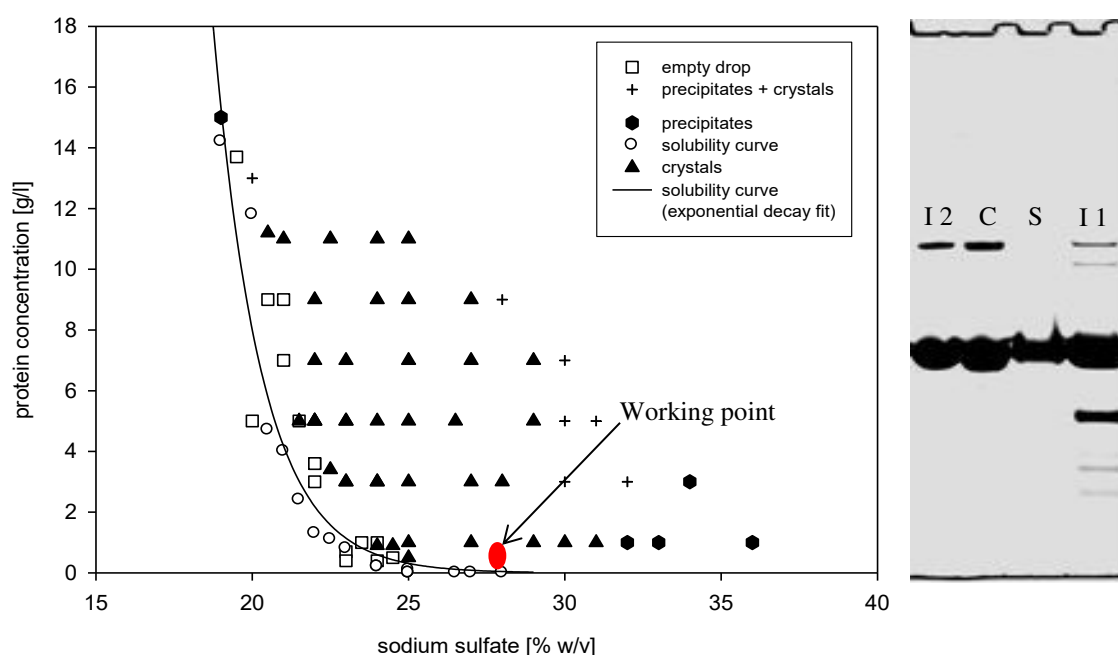 18
16
14
12
10
8
6
4
2
0
protein concentration [g/l]
15 20 25 30 35 40
sodium sulfate [% w/v]
empty drop
precipitates + crystals
precipitates
solubility curve
crystals
solubility curve
(exponential decay fit)
Working point
I 2 C S I 1